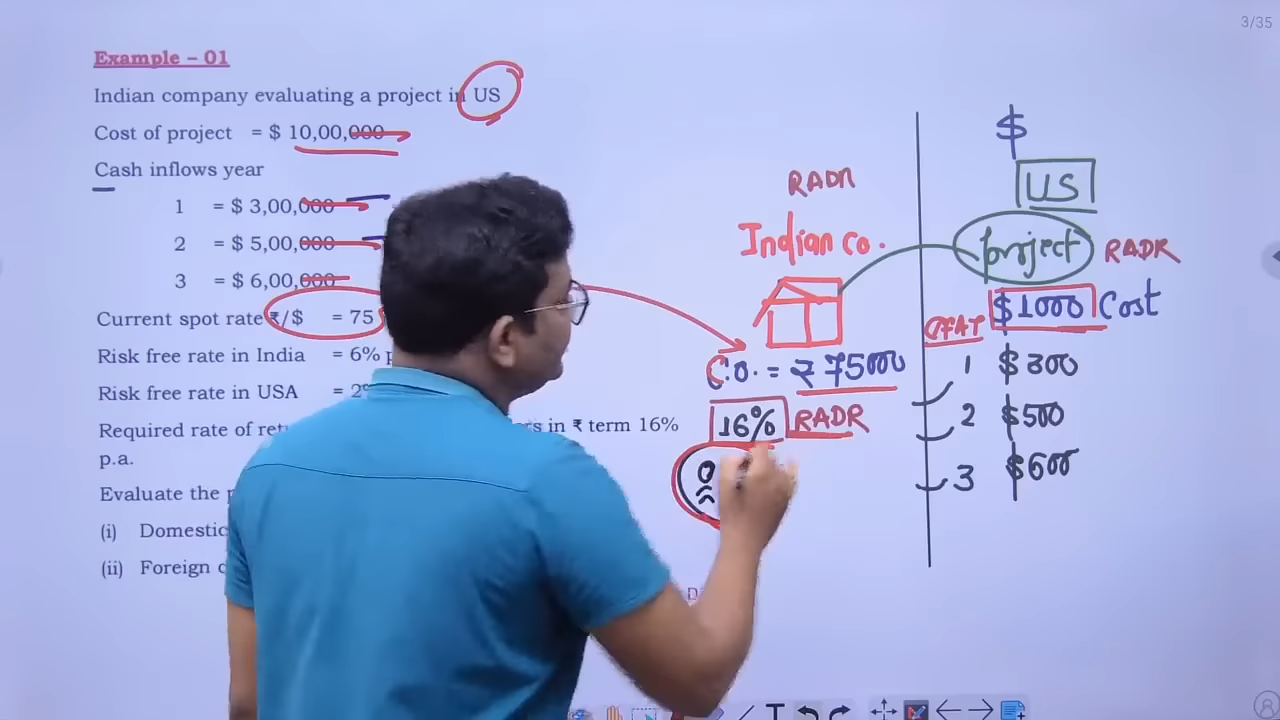 3/35
Example – 01
Indian company evaluating a project in US
Cost of project = $ 10,00,000
Cash inflows year
1 = $ 3,00,000
2 = $ 5,00,000
3 = $ 6,00,000
Current spot rate ₹/$ = 75
Risk free rate in India = 6%
Risk free rate in USA = 2
Required rate of in ₹ term 16%
p.a.
Evaluate the
(i) Domestic
(ii) Foreign
RADR
Indian co.
C.O. = ₹ 75000
16% RADR
$
US
project RADR
$1000 Cost
CFAT
1 $300
2 $500
3 $600